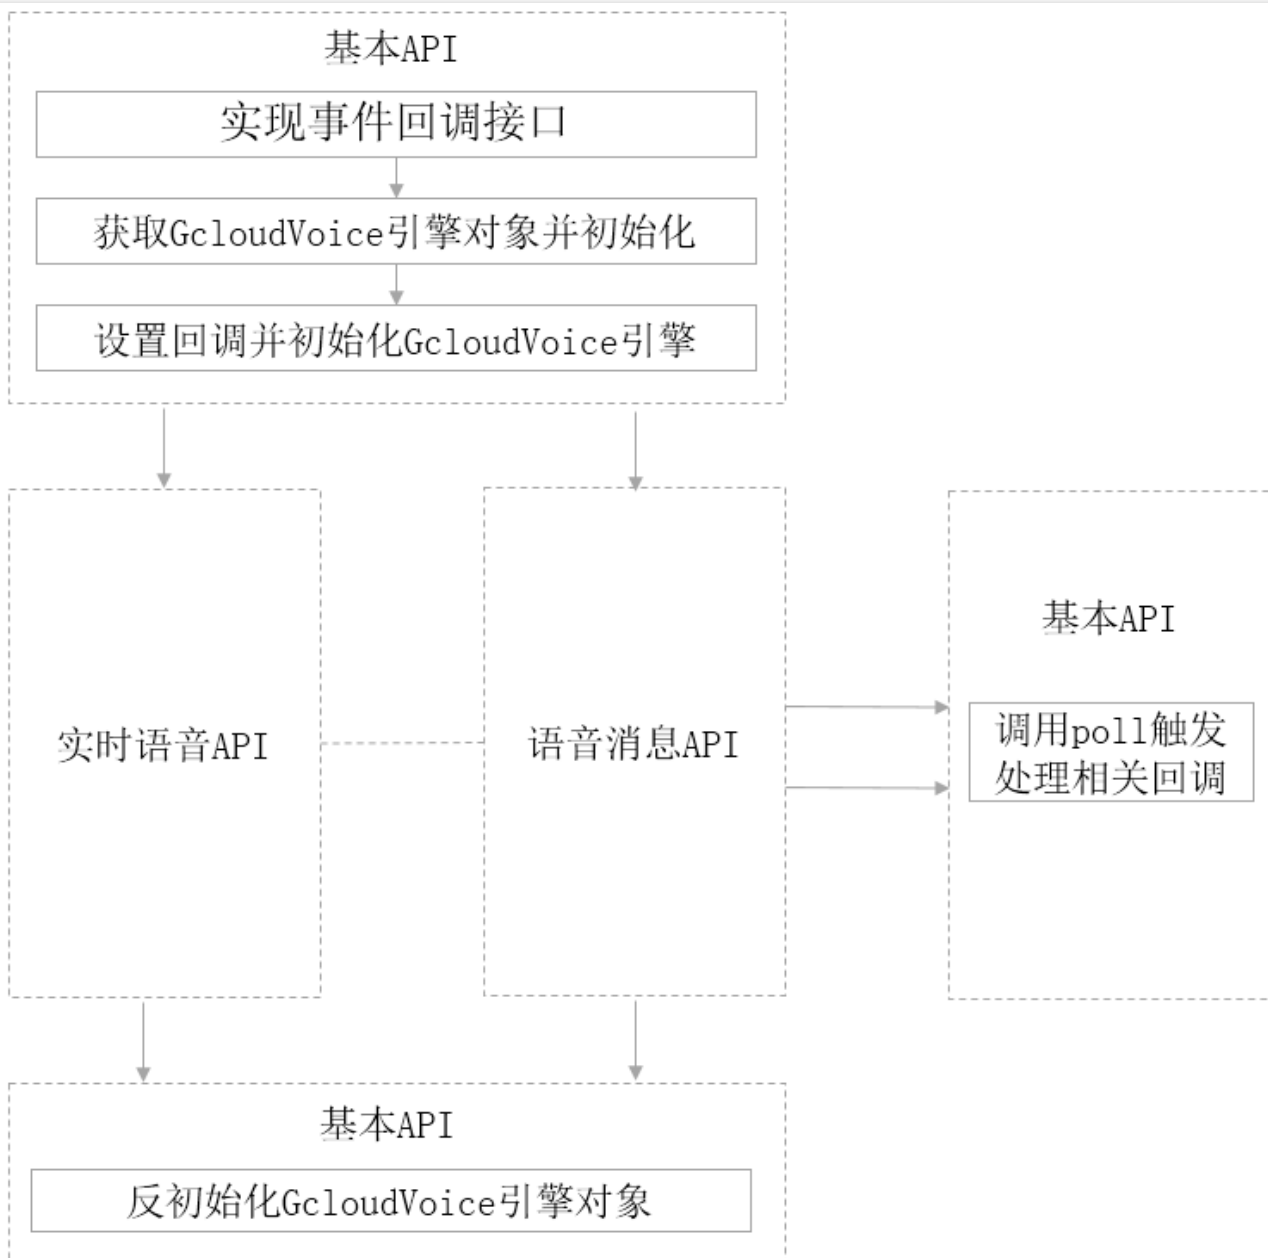 基本API
实现事件回调接口
获取GcloudVoice引擎对象并初始化
设置回调并初始化GcloudVoice引擎
实时语音API
语音消息API
基本API
调用poll触发
处理相关回调
基本API
反初始化GcloudVoice引擎对象